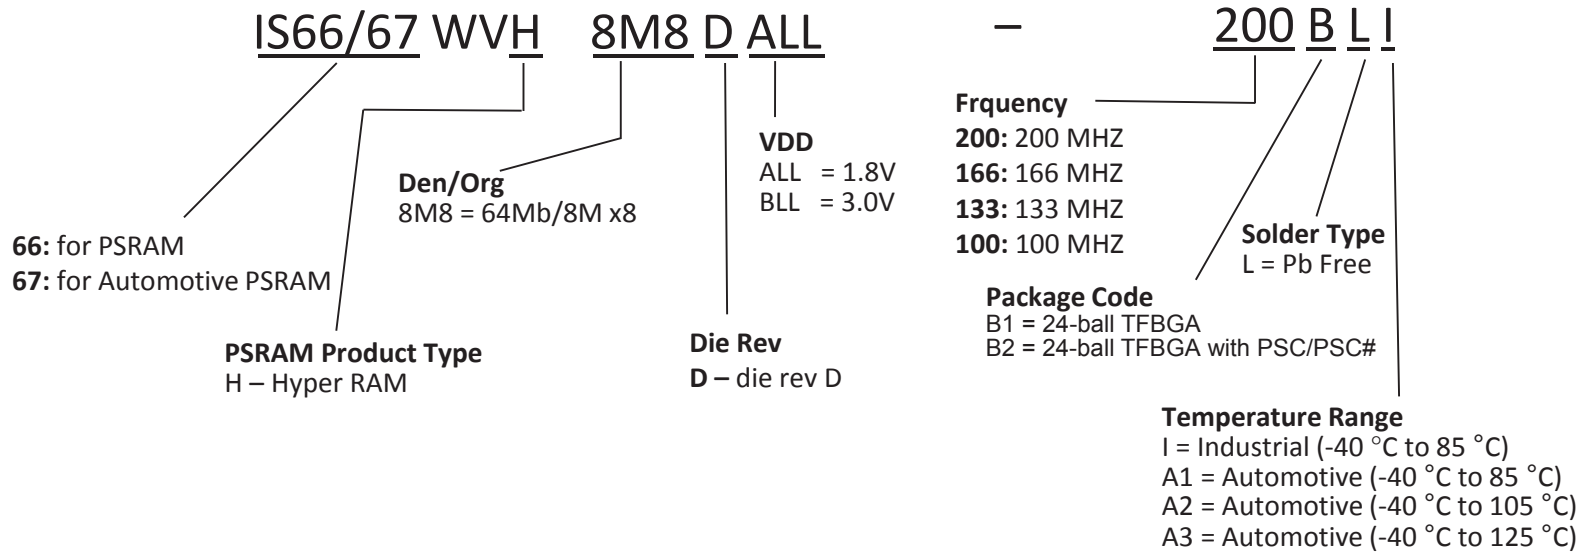 IS66/67 WVH 8M8 D ALL – 200 B L I
66: for PSRAM
67: for Automotive PSRAM
PSRAM Product Type
H – Hyper RAM
Den/Org
8M8 = 64Mb/8M x8
Die Rev
D – die rev D
VDD
ALL = 1.8V
BLL = 3.0V
Frquency
200: 200 MHZ
166: 166 MHZ
133: 133 MHZ
100: 100 MHZ
Package Code
B1 = 24-ball TFBGA
B2 = 24-ball TFBGA with PSC/PSC#
Solder Type
L = Pb Free
Temperature Range
I = Industrial (-40 °C to 85 °C)
A1 = Automotive (-40 °C to 85 °C)
A2 = Automotive (-40 °C to 105 °C)
A3 = Automotive (-40 °C to 125 °C)